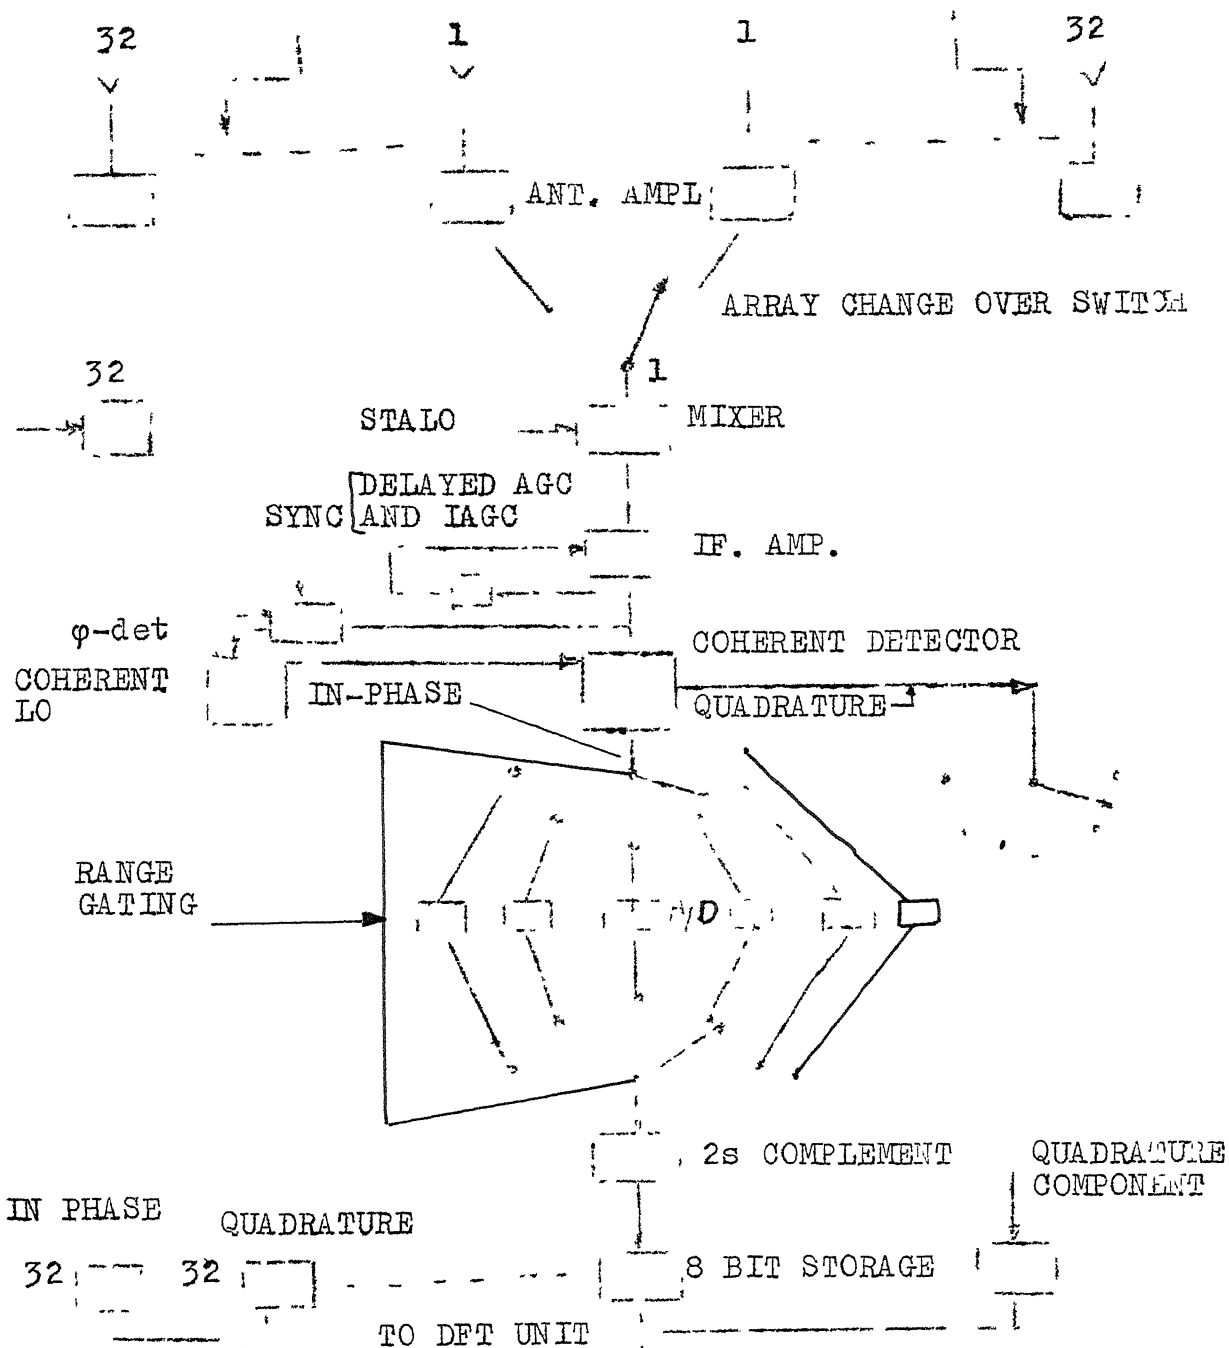 32 1 1 32
ANT. AMPL
ARRAY CHANGE OVER SWITCH
32 1
STALO MIXER
DELAYED AGC
SYNC AND IAGC
IF. AMP.
φ-det
COHERENT DETECTOR
COHERENT
LO
IN-PHASE QUADRATURE
RANGE
GATING
A/D
2s COMPLEMENT
QUADRATURE
COMPONENT
IN PHASE QUADRATURE
32 32 8 BIT STORAGE
TO DFT UNIT